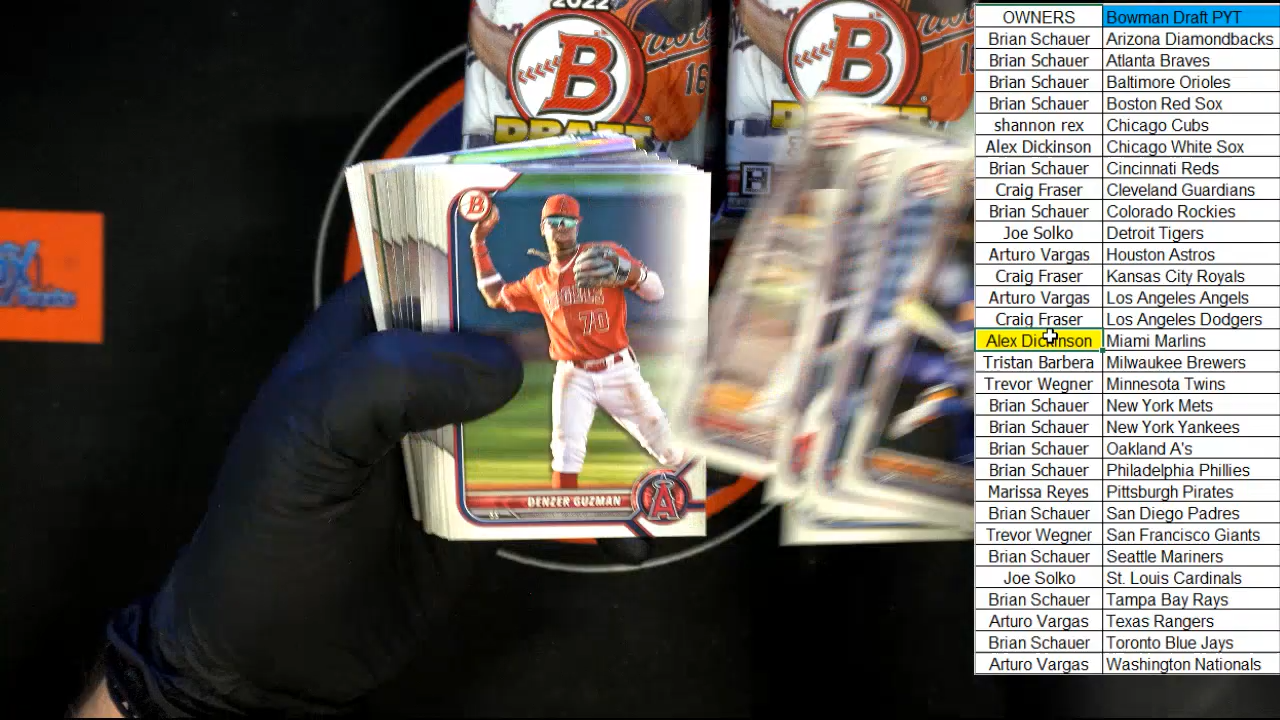 2022
B
16
DRAFT
B
ANGELS
70
DENZER GUZMAN
A
OWNERS Bowman Draft PYT
Brian Schauer Arizona Diamondbacks
Brian Schauer Atlanta Braves
Brian Schauer Baltimore Orioles
Brian Schauer Boston Red Sox
shannon rex Chicago Cubs
Alex Dickinson Chicago White Sox
Brian Schauer Cincinnati Reds
Craig Fraser Cleveland Guardians
Brian Schauer Colorado Rockies
Joe Solko Detroit Tigers
Arturo Vargas Houston Astros
Craig Fraser Kansas City Royals
Arturo Vargas Los Angeles Angels
Craig Fraser Los Angeles Dodgers
Alex Dickinson Miami Marlins
Tristan Barbera Milwaukee Brewers
Trevor Wegner Minnesota Twins
Brian Schauer New York Mets
Brian Schauer New York Yankees
Brian Schauer Oakland A's
Brian Schauer Philadelphia Phillies
Marissa Reyes Pittsburgh Pirates
Brian Schauer San Diego Padres
Trevor Wegner San Francisco Giants
Brian Schauer Seattle Mariners
Joe Solko St. Louis Cardinals
Brian Schauer Tampa Bay Rays
Arturo Vargas Texas Rangers
Brian Schauer Toronto Blue Jays
Arturo Vargas Washington Nationals